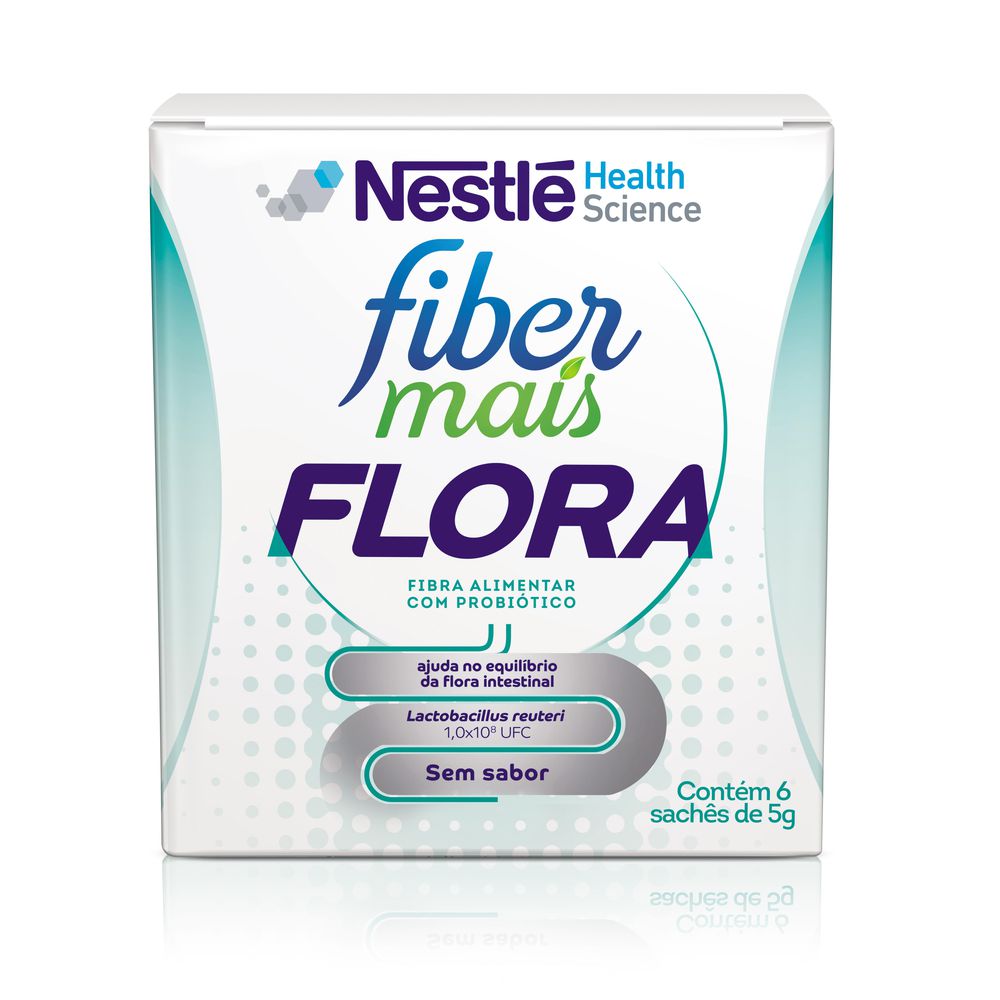 Nestlé Health Science
fiber
mais
FLORA
FIBRA ALIMENTAR
COM PROBIÓTICO
ajuda no equilíbrio
da flora intestinal
Lactobacillus reuteri
1,0x10⁸ UFC
Sem sabor
Contém 6
sachês de 5g